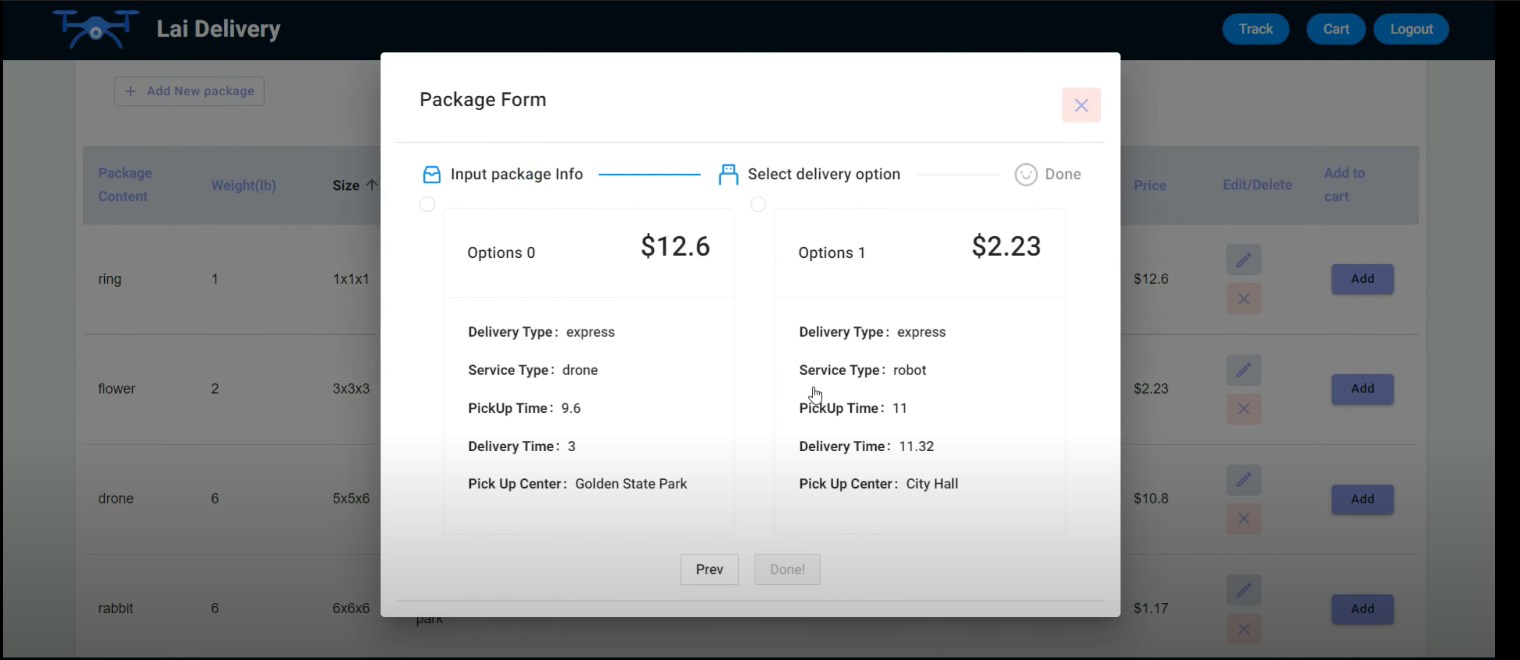 Lai Delivery
Track
Cart
Logout
+ Add New package
Package Form
Input package Info
Select delivery option
Done
Package Content
Weight(lb)
Size ↑
Price
Edit/Delete
Add to cart
Options 0
$12.6
Delivery Type: express
Service Type: drone
PickUp Time: 9.6
Delivery Time: 3
Pick Up Center: Golden State Park
Options 1
$2.23
Delivery Type: express
Service Type: robot
PickUp Time: 11
Delivery Time: 11.32
Pick Up Center: City Hall
Prev
Done!
ring 1 1x1x1 $12.6 Add
flower 2 3x3x3 $2.23 Add
drone 6 5x5x6 $10.8 Add
rabbit 6 6x6x6 park $1.17 Add